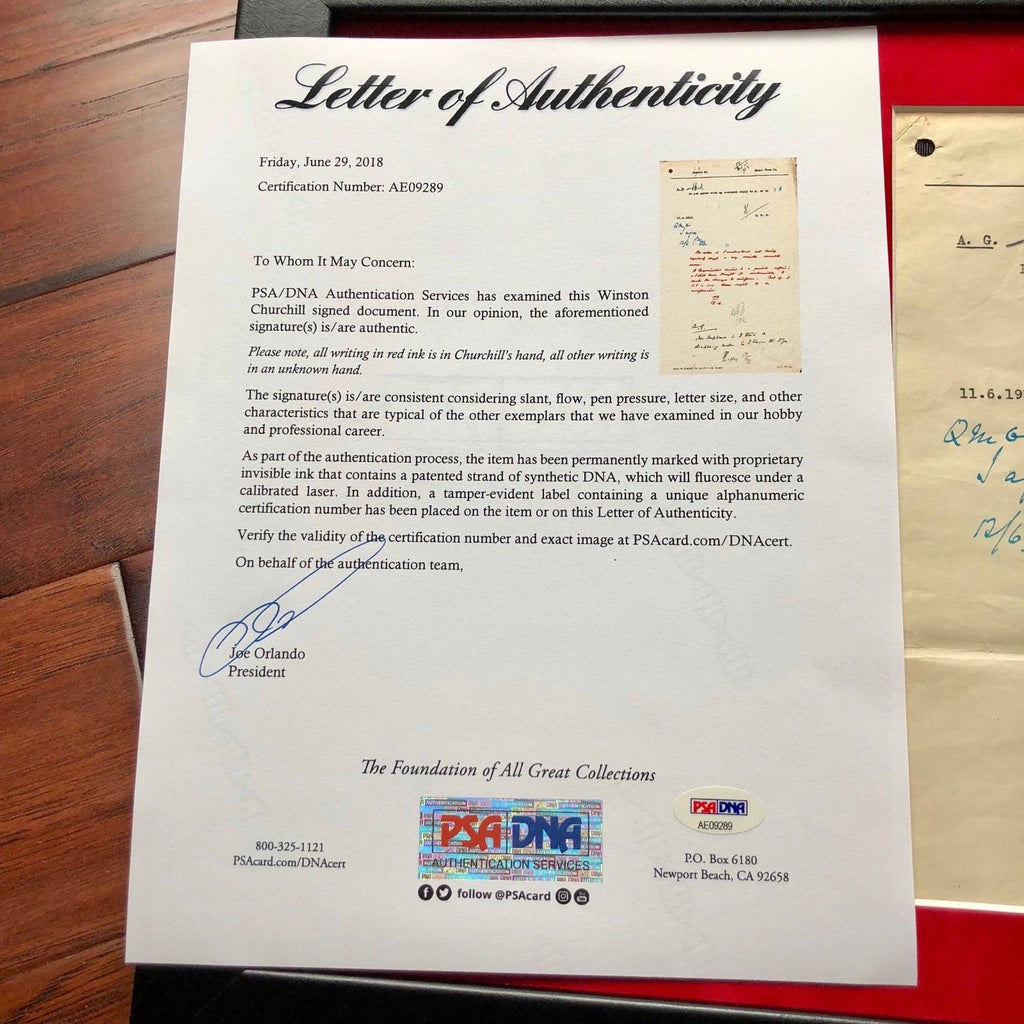 Letter of Authenticity
Friday, June 29, 2018
Certification Number: AE09289
To Whom It May Concern:
PSA/DNA Authentication Services has examined this Winston
Churchill signed document. In our opinion, the aforementioned
signature(s) is/are authentic.
Please note, all writing in red ink is in Churchill's hand, all other writing is
in an unknown hand.
The signature(s) is/are consistent considering slant, flow, pen pressure, letter size, and other
characteristics that are typical of the other exemplars that we have examined in our hobby
and professional career.
As part of the authentication process, the item has been permanently marked with proprietary
invisible ink that contains a patented strand of synthetic DNA, which will fluoresce under a
calibrated laser. In addition, a tamper-evident label containing a unique alphanumeric
certification number has been placed on the item or on this Letter of Authenticity.
Verify the validity of the certification number and exact image at PSAcard.com/DNAcert.
On behalf of the authentication team,
Joe Orlando
President
The Foundation of All Great Collections
800-325-1121
PSAcard.com/DNAcert
PSA DNA
AUTHENTICATION SERVICES
follow @PSAcard
PSA DNA
AE09289
P.O. Box 6180
Newport Beach, CA 92658
A. G.
11.6.19
QMG